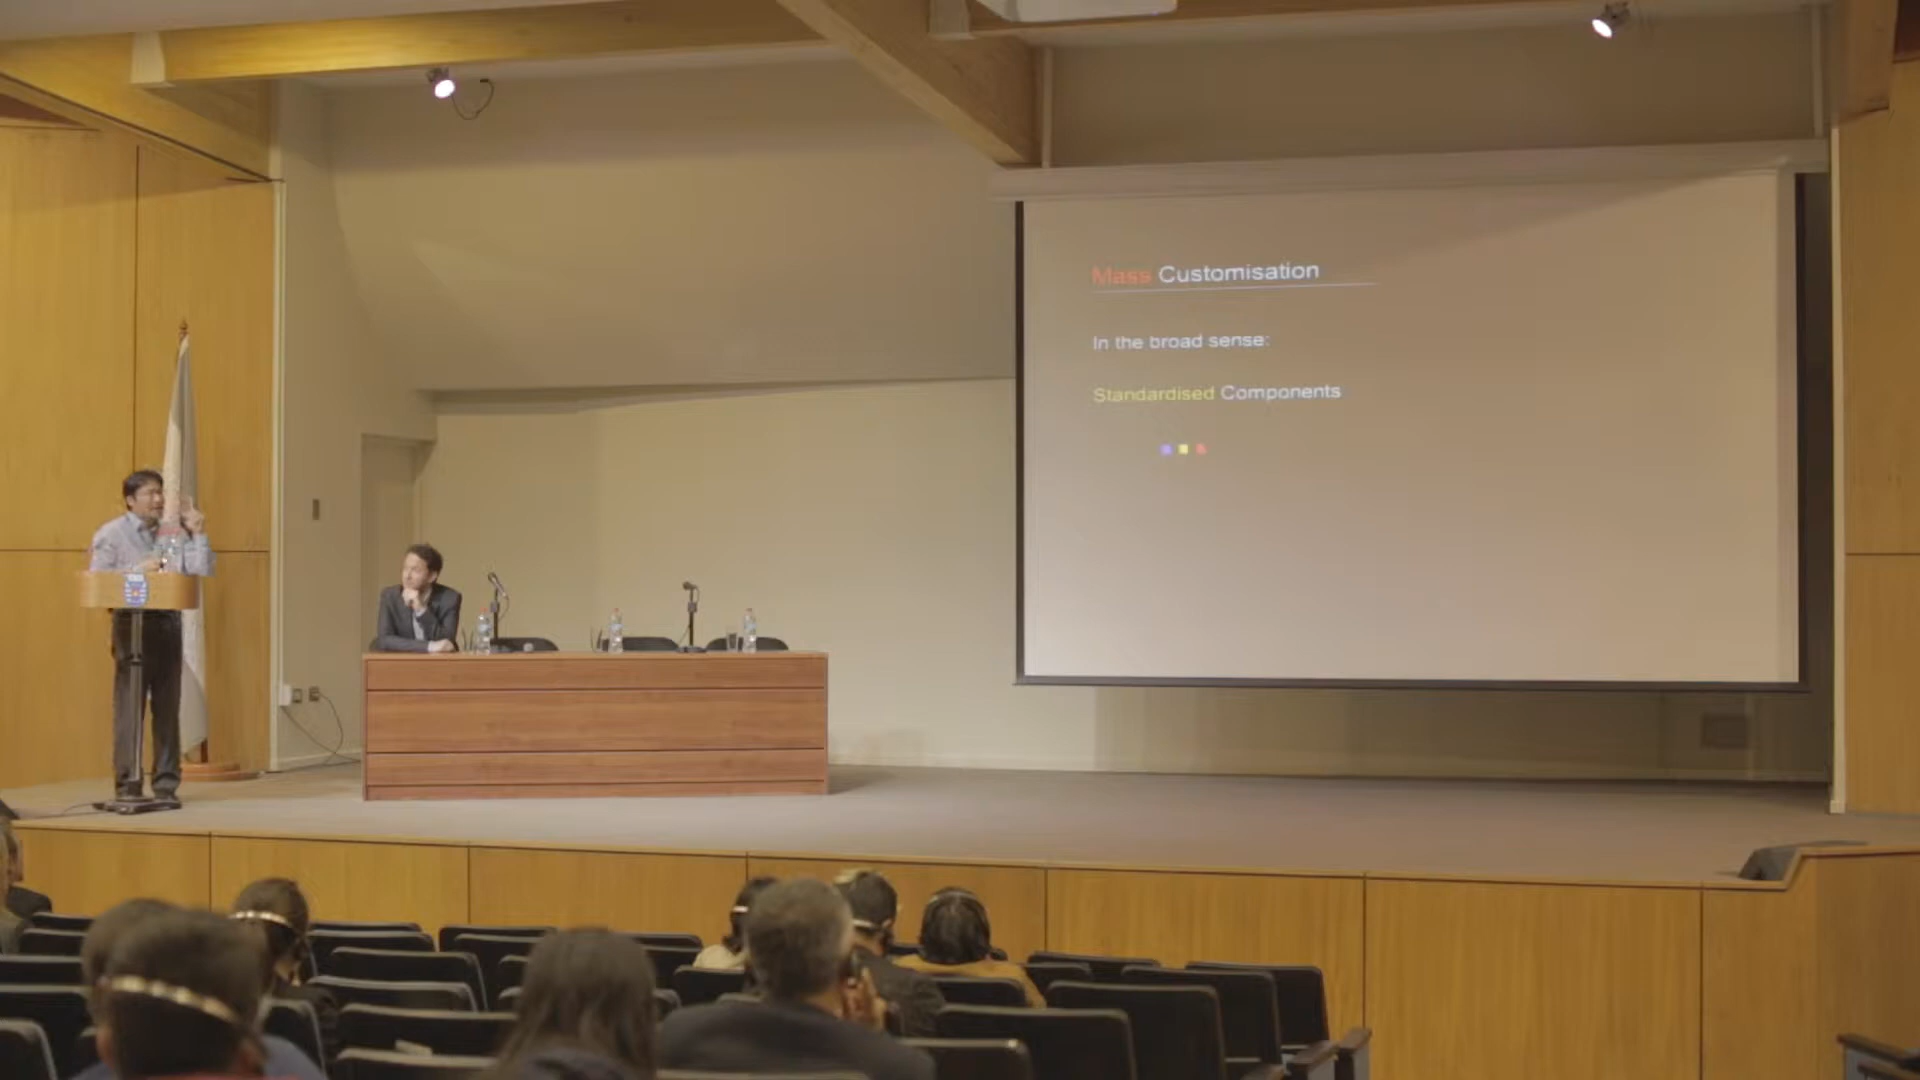 Mass Customisation
In the broad sense:
Standardised Components